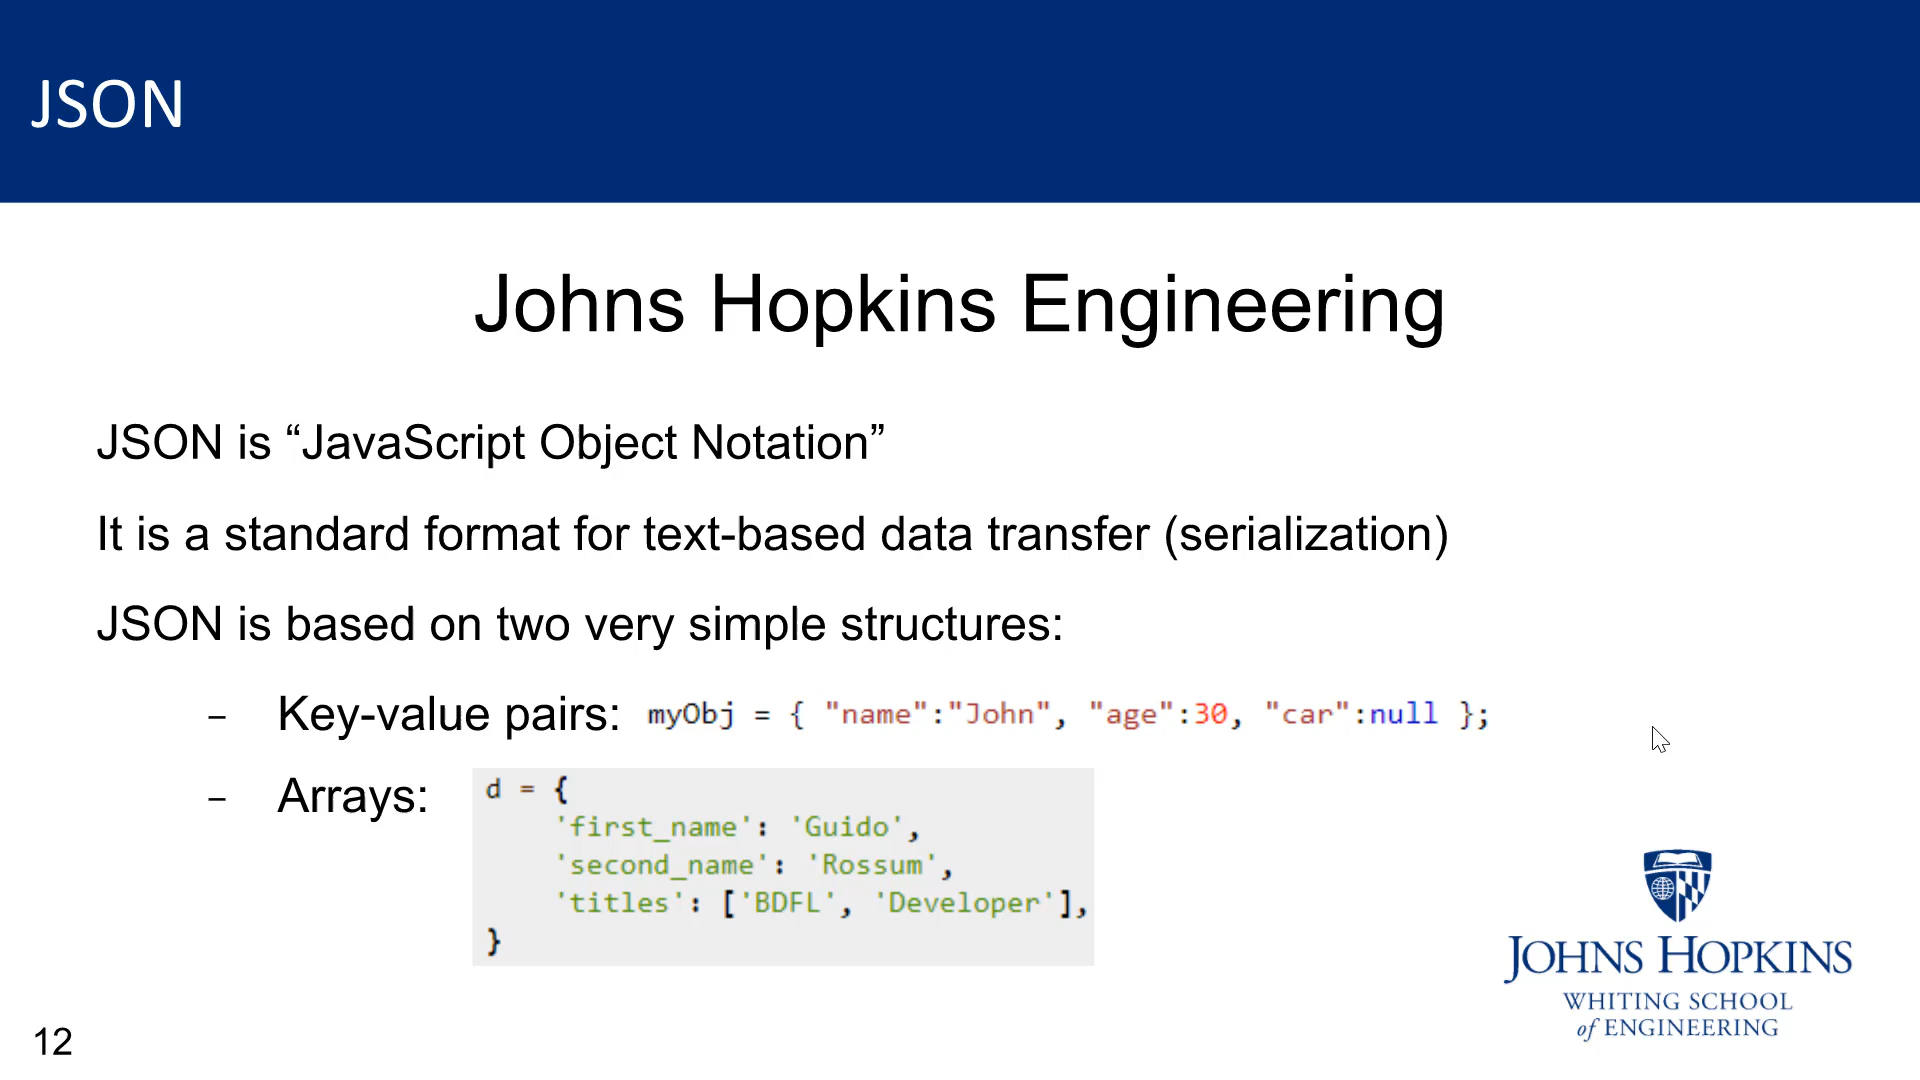 JSON
Johns Hopkins Engineering
JSON is “JavaScript Object Notation”
It is a standard format for text-based data transfer (serialization)
JSON is based on two very simple structures:
– Key-value pairs: myObj = { "name":"John", "age":30, "car":null };
– Arrays:
d = {
'first_name': 'Guido',
'second_name': 'Rossum',
'titles': ['BDFL', 'Developer'],
}
JOHNS HOPKINS
WHITING SCHOOL
of ENGINEERING
12